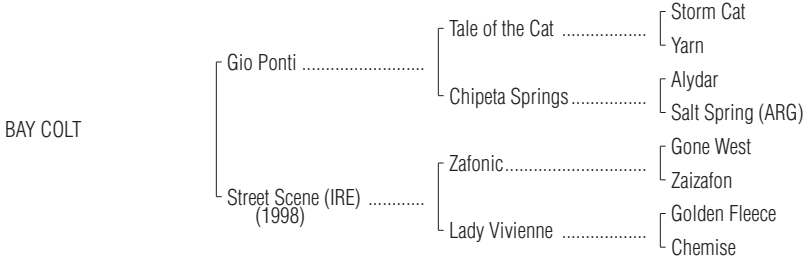 Storm Cat
Tale of the Cat ..................
Yarn
Gio Ponti ..........................
Alydar
Chipeta Springs................
Salt Spring (ARG)
BAY COLT
Gone West
Zafonic...........................
Zaizafon
Street Scene (IRE) ............
(1998)
Golden Fleece
Lady Vivienne ..................
Chemise